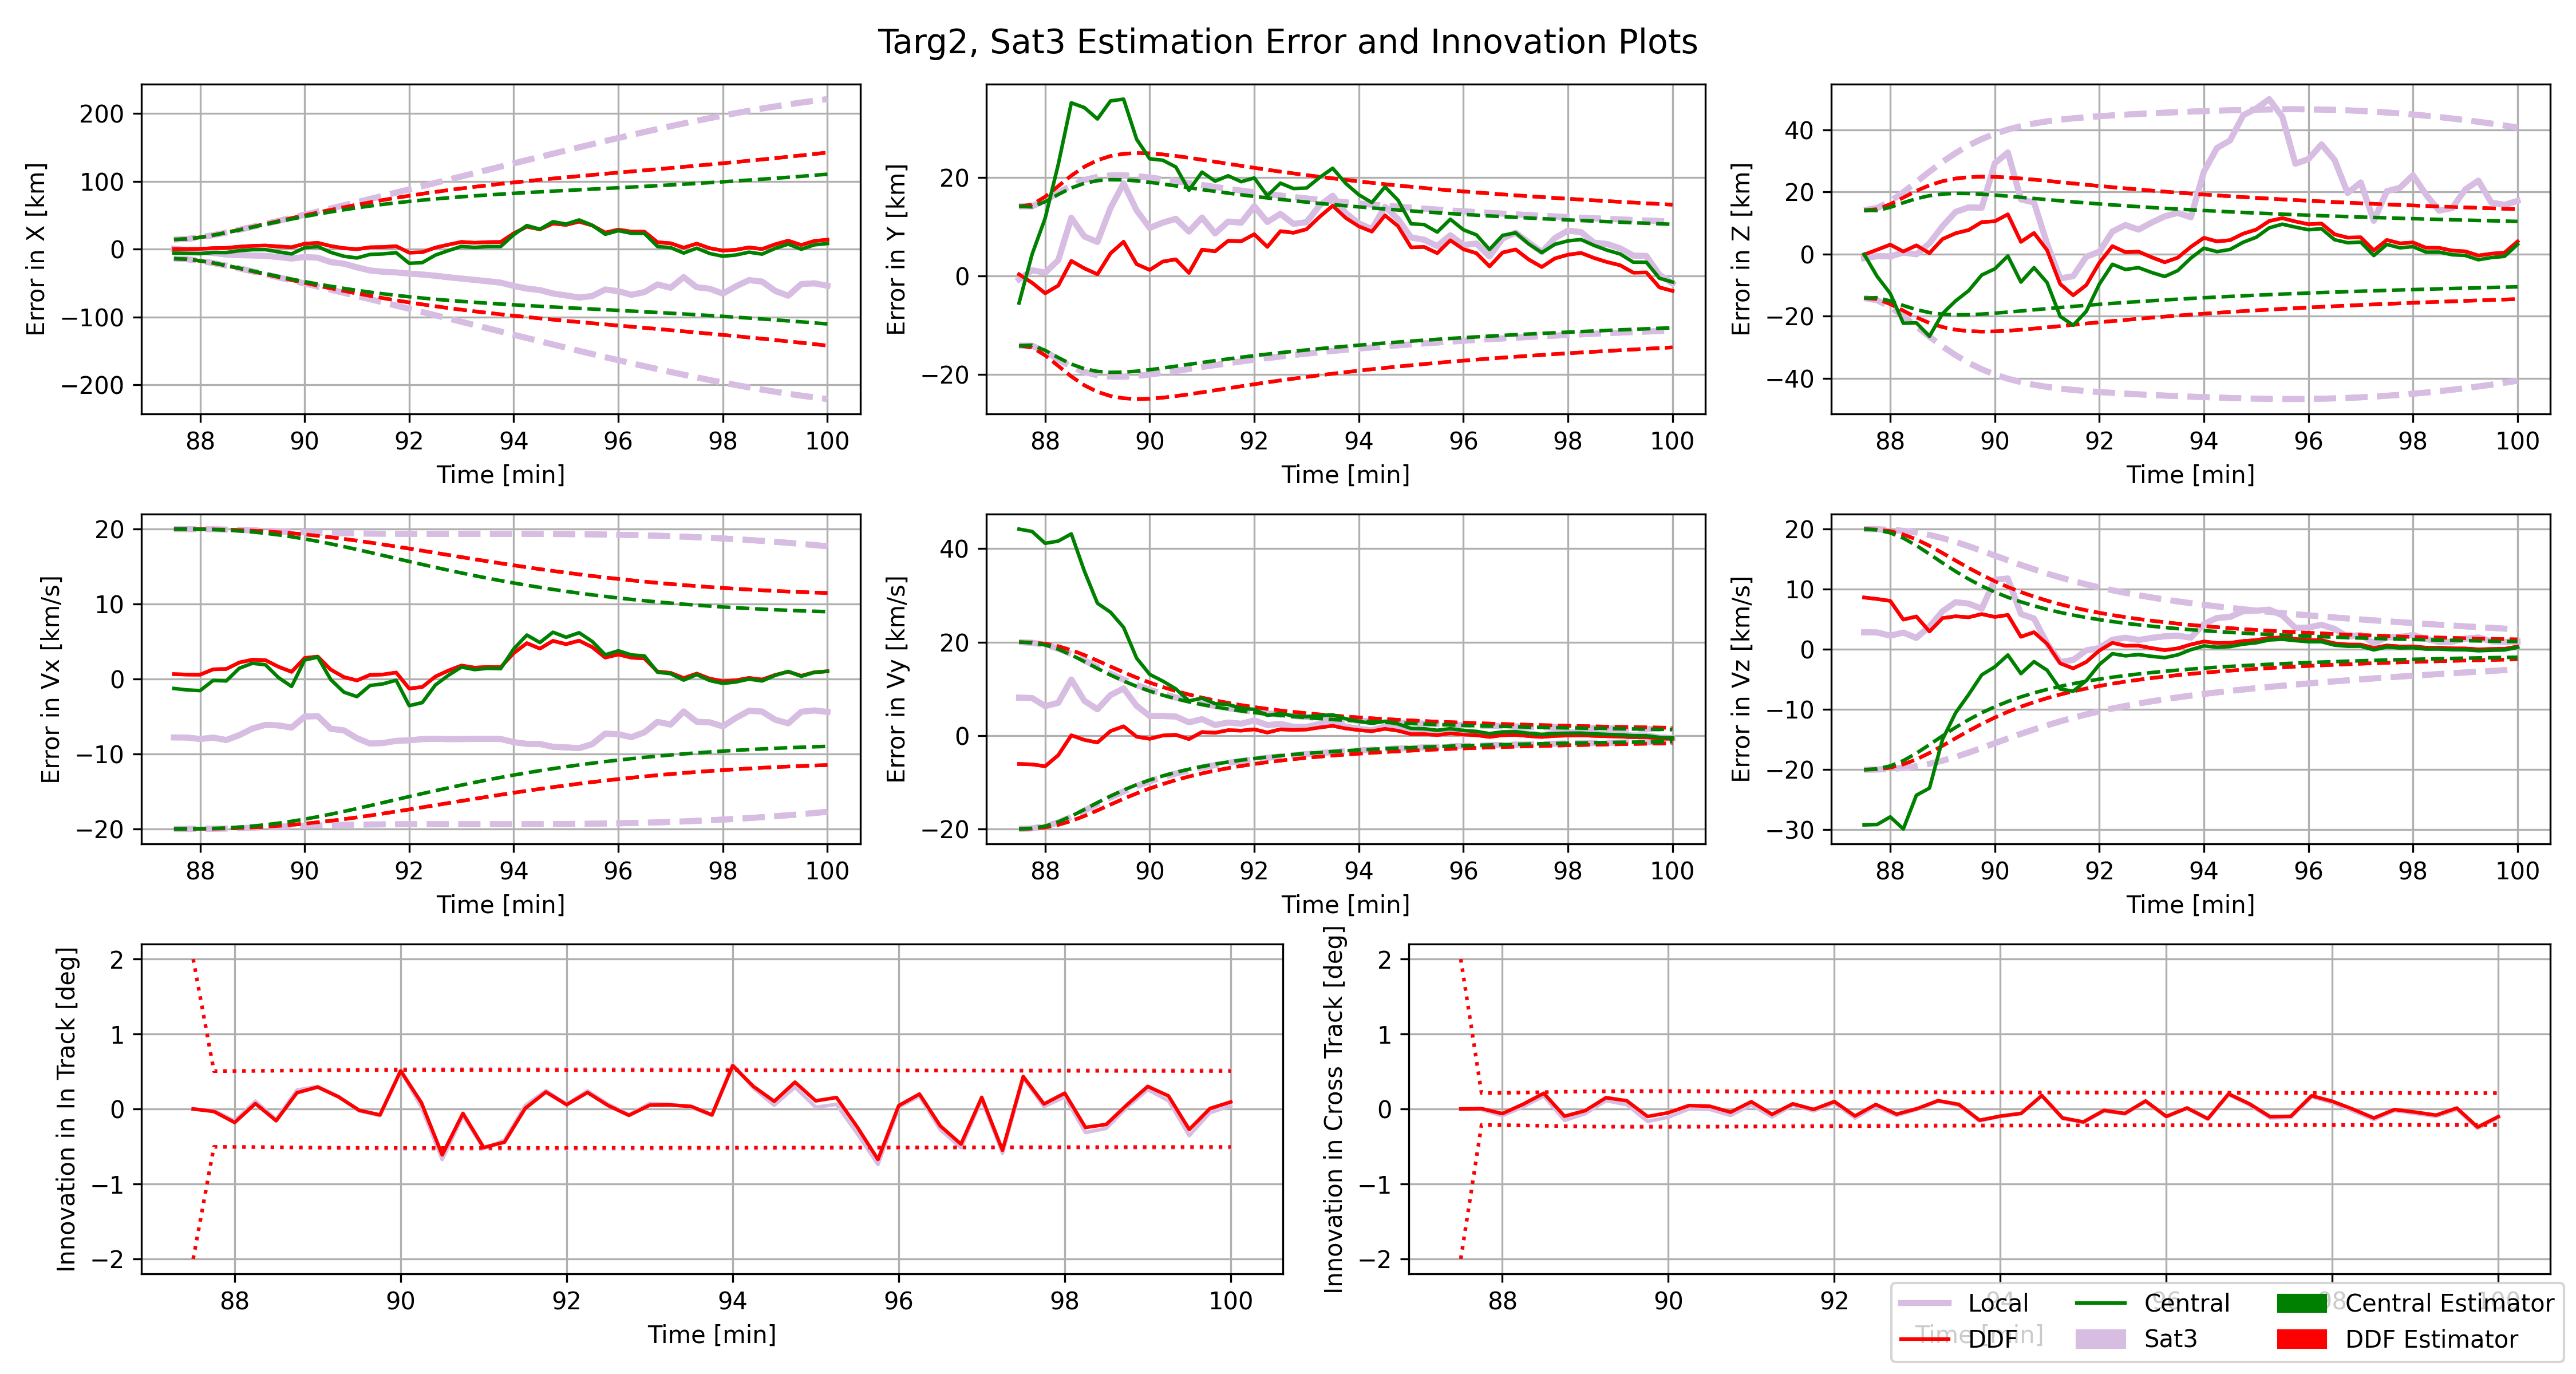 Targ2, Sat3 Estimation Error and Innovation Plots
Error in X [km]
200
100
0
−100
−200
88 90 92 94 96 98 100
Time [min]
Error in Y [km]
20
0
−20
88 90 92 94 96 98 100
Time [min]
Error in Z [km]
40
20
0
−20
−40
88 90 92 94 96 98 100
Time [min]
Error in Vx [km/s]
20
10
0
−10
−20
88 90 92 94 96 98 100
Time [min]
Error in Vy [km/s]
40
20
0
−20
88 90 92 94 96 98 100
Time [min]
Error in Vz [km/s]
20
10
0
−10
−20
−30
88 90 92 94 96 98 100
Time [min]
Innovation in In Track [deg]
2
1
0
−1
−2
88 90 92 94 96 98 100
Time [min]
Innovation in Cross Track [deg]
2
1
0
−1
−2
88 90 92 94 96 98 100
Time [min]
Local Central Central Estimator
DDF Sat3 DDF Estimator